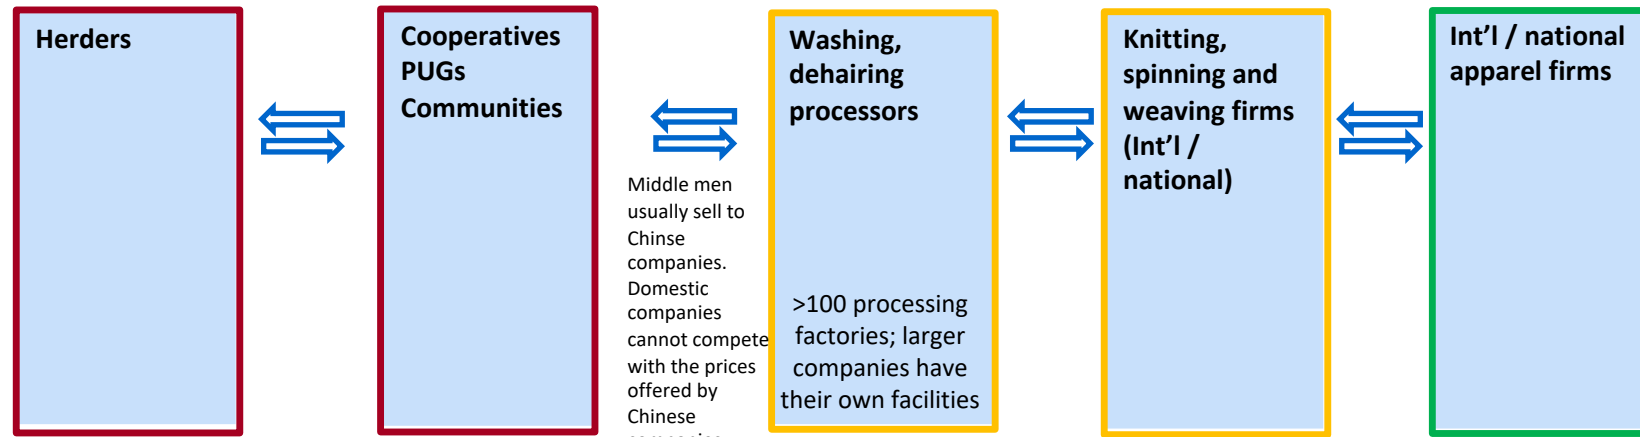 Herders
Cooperatives
PUGs
Communities
Middle men
usually sell to
Chinse
companies.
Domestic
companies
cannot compete
with the prices
offered by
Chinese
Washing,
dehairing
processors
>100 processing
factories; larger
companies have
their own facilities
Knitting,
spinning and
weaving firms
(Int’l /
national)
Int’l / national
apparel firms